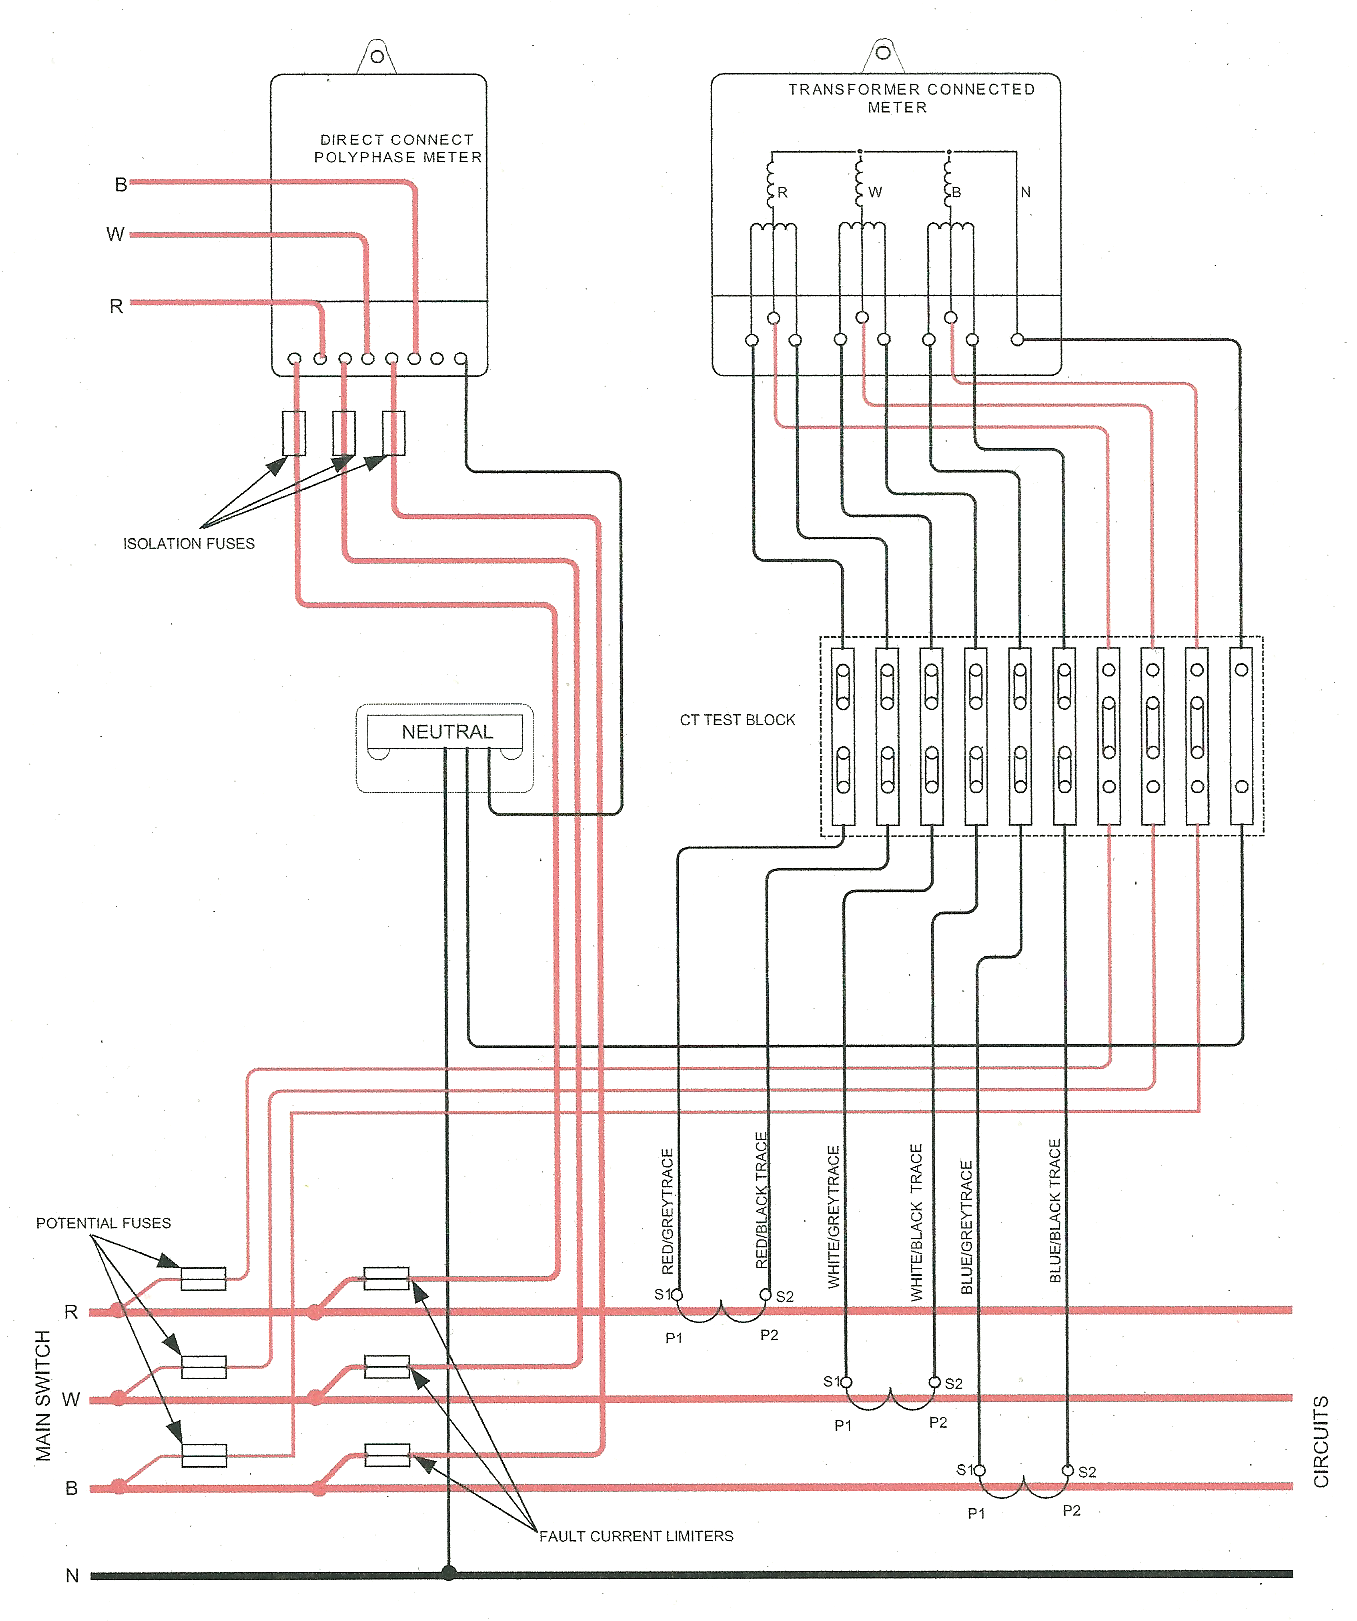 DIRECT CONNECT
POLYPHASE METER
TRANSFORMER CONNECTED
METER
B
W
R
R
W
B
N
ISOLATION FUSES
NEUTRAL
CT TEST BLOCK
RED/GREYTRACE
RED/BLACK TRACE
WHITE/GREYTRACE
WHITE/BLACK TRACE
BLUE/GREYTRACE
BLUE/BLACK TRACE
POTENTIAL FUSES
MAIN SWITCH
R
S1
S2
P1
P2
W
S1
S2
P1
P2
B
S1
S2
P1
P2
CIRCUITS
FAULT CURRENT LIMITERS
N